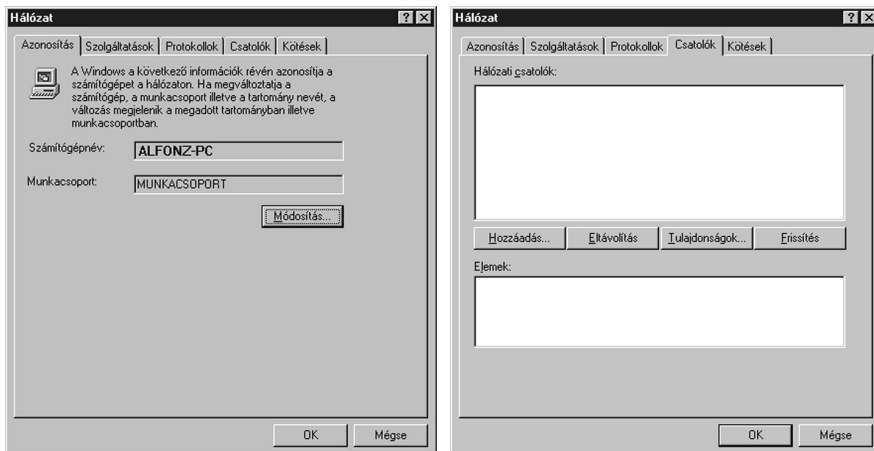 Hálózat
Azonosítás Szolgáltatások Protokollok Csatolók Kötések
A Windows a következő információk révén azonosítja a
számítógépet a hálózaton. Ha megváltoztatja a
számítógép, a munkacsoport illetve a tartomány nevét, a
változás megjelenik a megadott tartományban illetve
munkacsoportban.
Számítógépnév:
ALFONZ-PC
Munkacsoport:
MUNKACSOPORT
Módosítás...
OK Mégse
Hálózat
Azonosítás Szolgáltatások Protokollok Csatolók Kötések
Hálózati csatolók:
Hozzáadás... Eltávolítás Tulajdonságok... Frissítés
Elemek:
OK Mégse